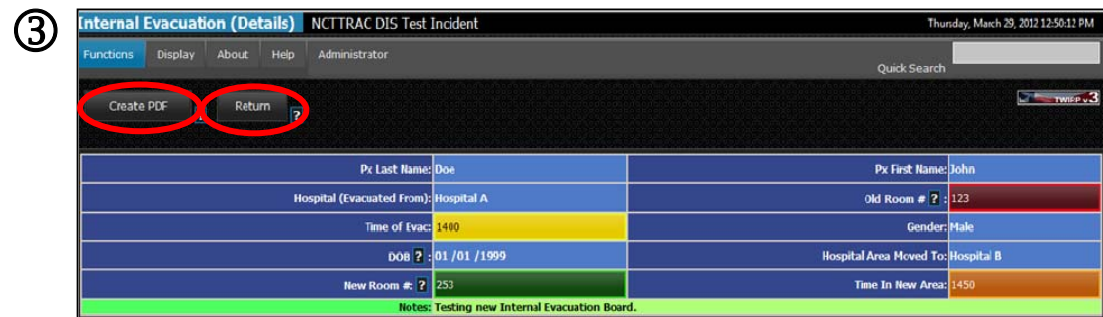 ③
Internal Evacuation (Details) NCTTRAC DIS Test Incident Thursday, March 29, 2012 12:50:12 PM
Functions Display About Help Administrator
Quick Search
Create PDF ? Return ?
TWIRP v3
Px Last Name: Doe Px First Name: John
Hospital (Evacuated From): Hospital A Old Room # ? : 123
Time of Evac: 1400 Gender: Male
DOB ? : 01 /01 /1999 Hospital Area Moved To: Hospital B
New Room #: ? 253 Time In New Area: 1450
Notes: Testing new Internal Evacuation Board.